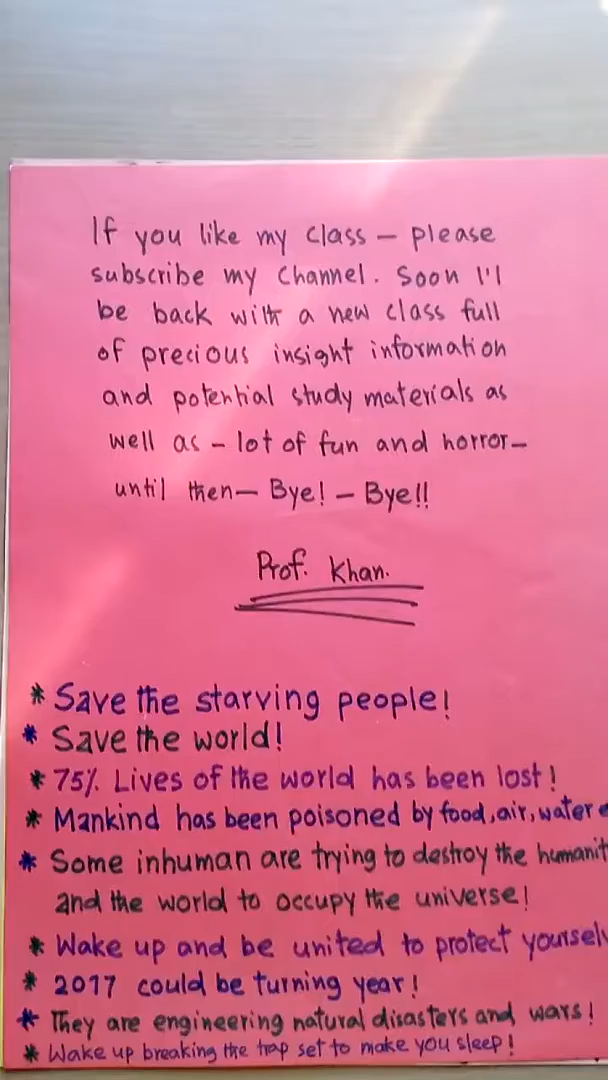 If you like my class – please
subscribe my channel. Soon I'll
be back with a new class full
of precious insight information
and potential study materials as
well as – lot of fun and horror –
until then – Bye! – Bye!!
Prof. Khan.
* Save the starving people!
* Save the world!
* 75% Lives of the world has been lost!
* Mankind has been poisoned by food, air, water
* Some inhuman are trying to destroy the humanit
and the world to occupy the universe!
* Wake up and be united to protect yoursel
* 2017 could be turning year!
* They are engineering natural disasters and wars!
* Wake up breaking the trap set to make you sleep!